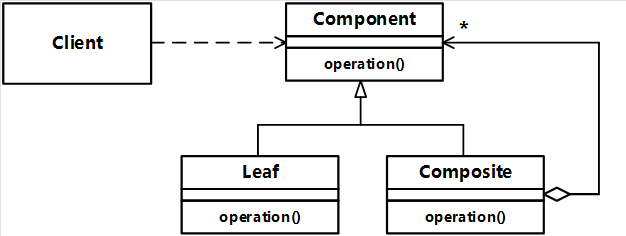 Component
Client
*
operation()
Leaf
Composite
operation()
operation()